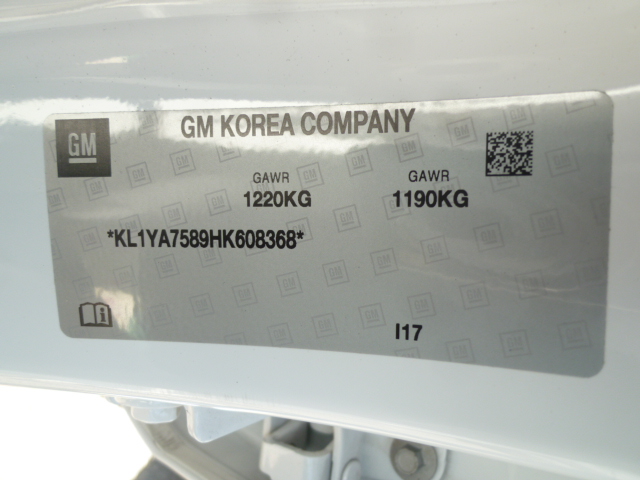 GM GM KOREA COMPANY
GAWR GAWR
1220KG 1190KG
*KL1YA7589HK608368*
I17